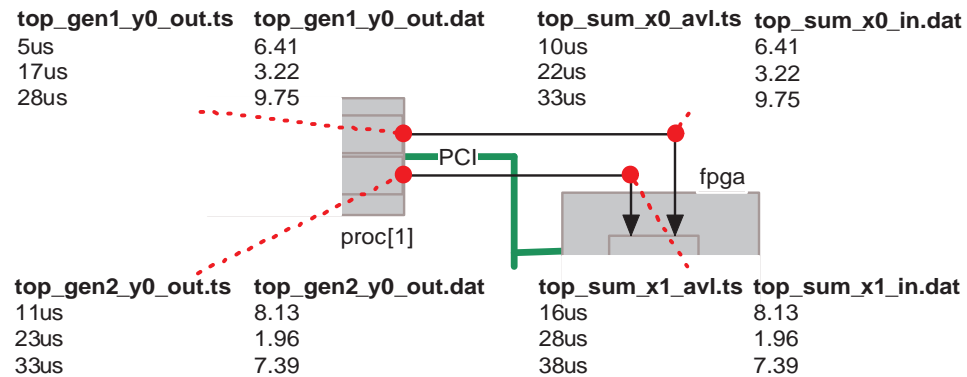 top_gen1_y0_out.ts top_gen1_y0_out.dat top_sum_x0_avl.ts top_sum_x0_in.dat
5us 6.41 10us 6.41
17us 3.22 22us 3.22
28us 9.75 33us 9.75
PCI
fpga
proc[1]
top_gen2_y0_out.ts top_gen2_y0_out.dat top_sum_x1_avl.ts top_sum_x1_in.dat
11us 8.13 16us 8.13
23us 1.96 28us 1.96
33us 7.39 38us 7.39